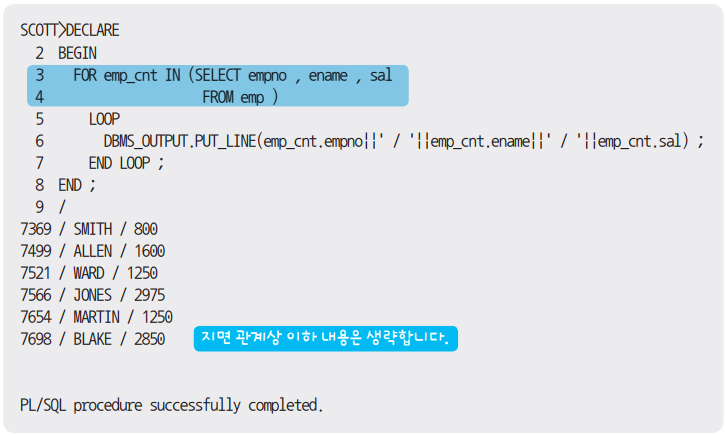 SCOTT>DECLARE
2 BEGIN
3 FOR emp_cnt IN (SELECT empno , ename , sal
4 FROM emp )
5 LOOP
6 DBMS_OUTPUT.PUT_LINE(emp_cnt.empno||' / '||emp_cnt.ename||' / '||emp_cnt.sal) ;
7 END LOOP ;
8 END ;
9 /
7369 / SMITH / 800
7499 / ALLEN / 1600
7521 / WARD / 1250
7566 / JONES / 2975
7654 / MARTIN / 1250
7698 / BLAKE / 2850 지면 관계상 이하 내용은 생략합니다.
PL/SQL procedure successfully completed.